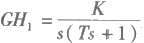 GH₁ = K / s(Ts + 1)